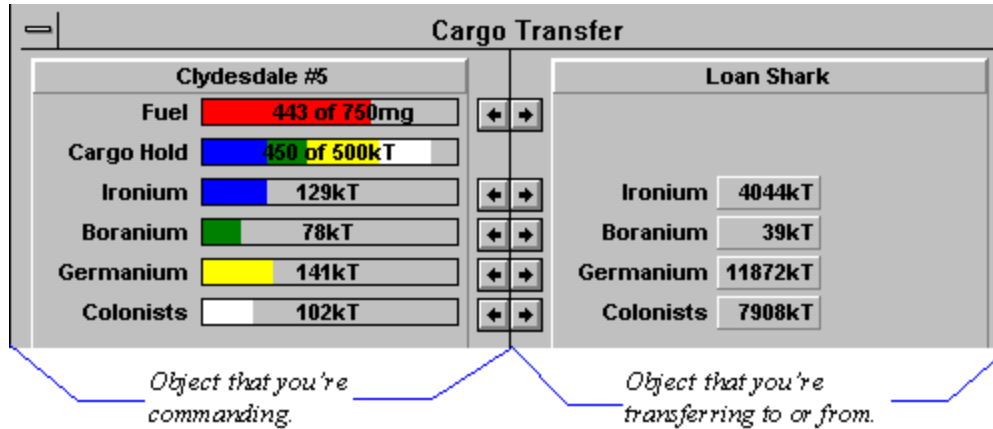 Cargo Transfer
Clydesdale #5
Fuel 443 of 750mg
Cargo Hold 450 of 500kT
Ironium 129kT
Boranium 78kT
Germanium 141kT
Colonists 102kT
Loan Shark
Ironium 4044kT
Boranium 39kT
Germanium 11872kT
Colonists 7908kT
Object that you're
commanding.
Object that you're
transferring to or from.